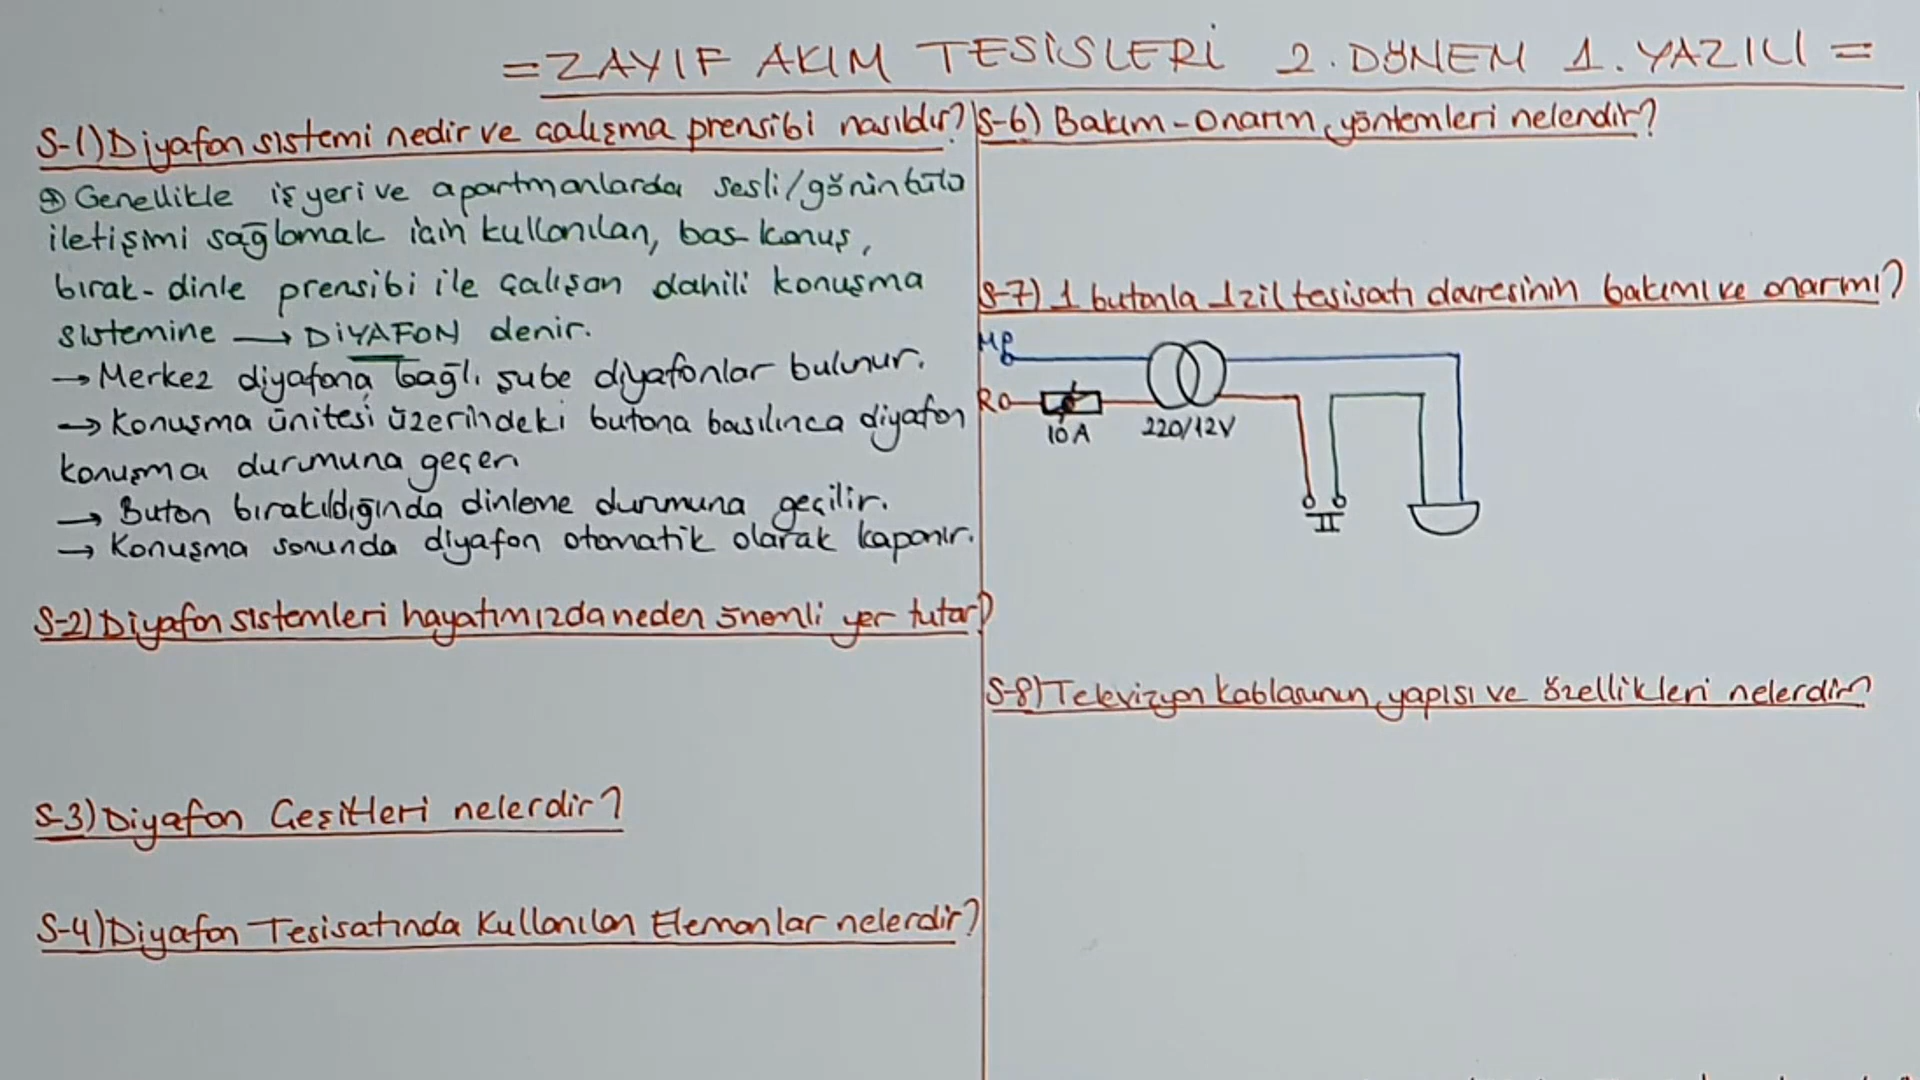 =ZAYIF AKIM TESİSLERİ 2. DÖNEM 1. YAZILI =
S-1) Diyafon sistemi nedir ve çalışma prensibi nasıldır?
Genellikle iş yeri ve apartmanlarda sesli/görüntülü
iletişimi sağlamak için kullanılan, bas-konuş,
bırak-dinle prensibi ile çalışan dahili konuşma
sistemine → DİYAFON denir.
→ Merkez diyafona bağlı şube diyafonlar bulunur.
→ Konuşma ünitesi üzerindeki butona basılınca diyafon
konuşma durumuna geçer.
→ Buton bırakıldığında dinleme durumuna geçilir.
→ Konuşma sonunda diyafon otomatik olarak kapanır.
S-2) Diyafon sistemleri hayatımızda neden önemli yer tutar?
S-3) Diyafon Çeşitleri nelerdir?
S-4) Diyafon Tesisatında Kullanılan Elemanlar nelerdir?
S-6) Bakım-Onarım yöntemleri nelerdir?
S-7) 1 butonla 1 zil tesisatı devresinin bakımı ve onarımı?
Mp
R
10A
220/12V
S-8) Televizyon kablosunun yapısı ve özellikleri nelerdir?